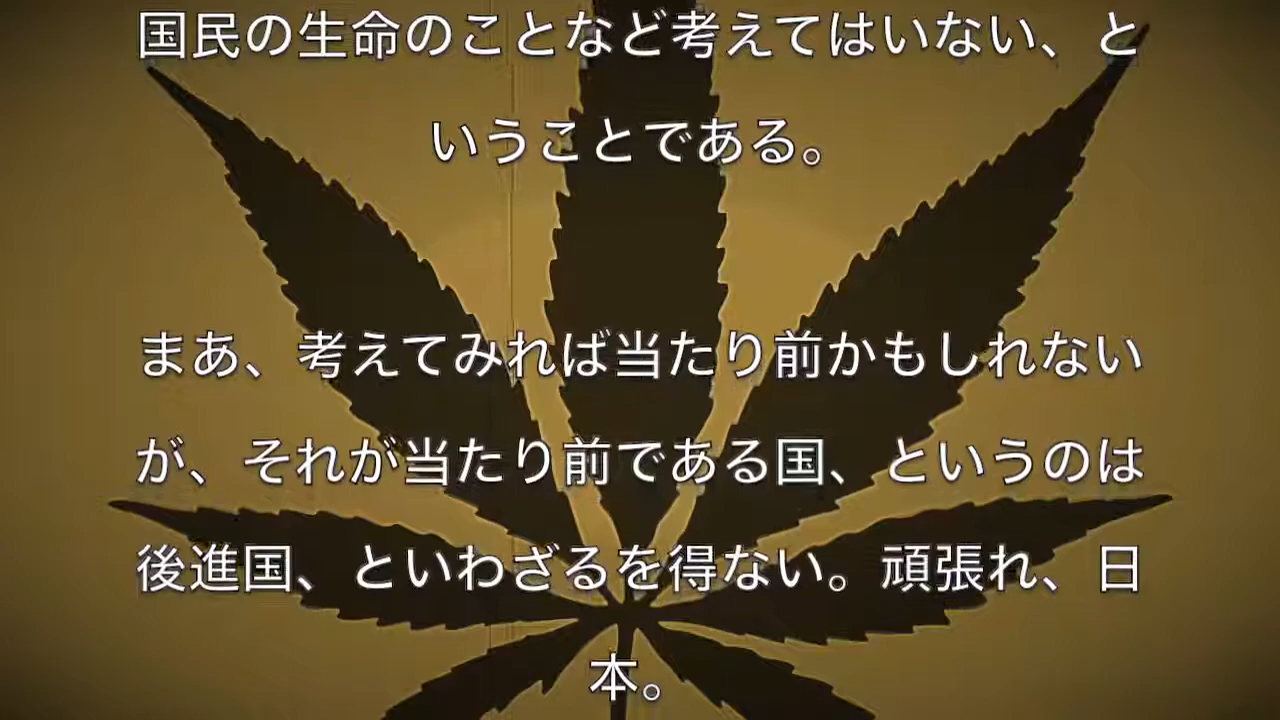 国民の生命のことなど考えてはいない、と
いうことである。
まあ、考えてみれば当たり前かもしれない
が、それが当たり前である国、というのは
後進国、といわざるを得ない。頑張れ、日
本。